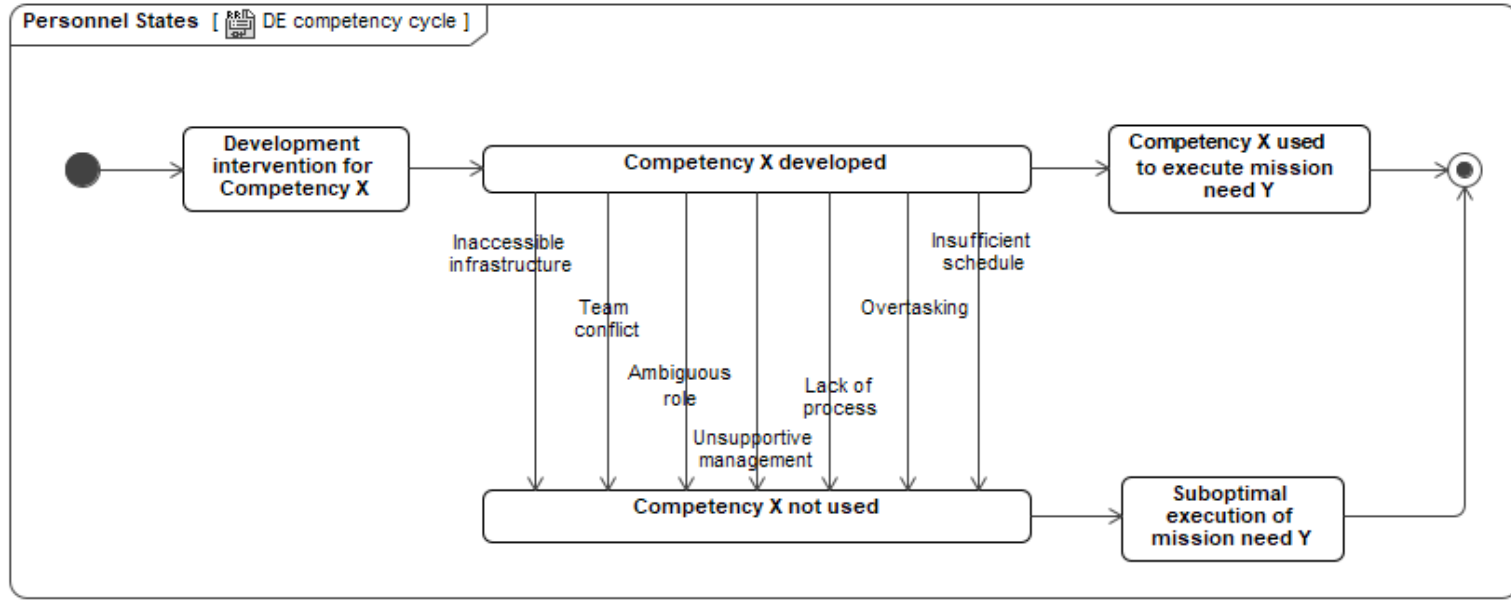 Personnel States [ DE competency cycle ]
Development
intervention for
Competency X
Competency X developed
Competency X used
to execute mission
need Y
Inaccessible
infrastructure
Team
conflict
Ambiguous
role
Unsupportive
management
Lack of
process
Overtasking
Insufficient
schedule
Competency X not used
Suboptimal
execution of
mission need Y